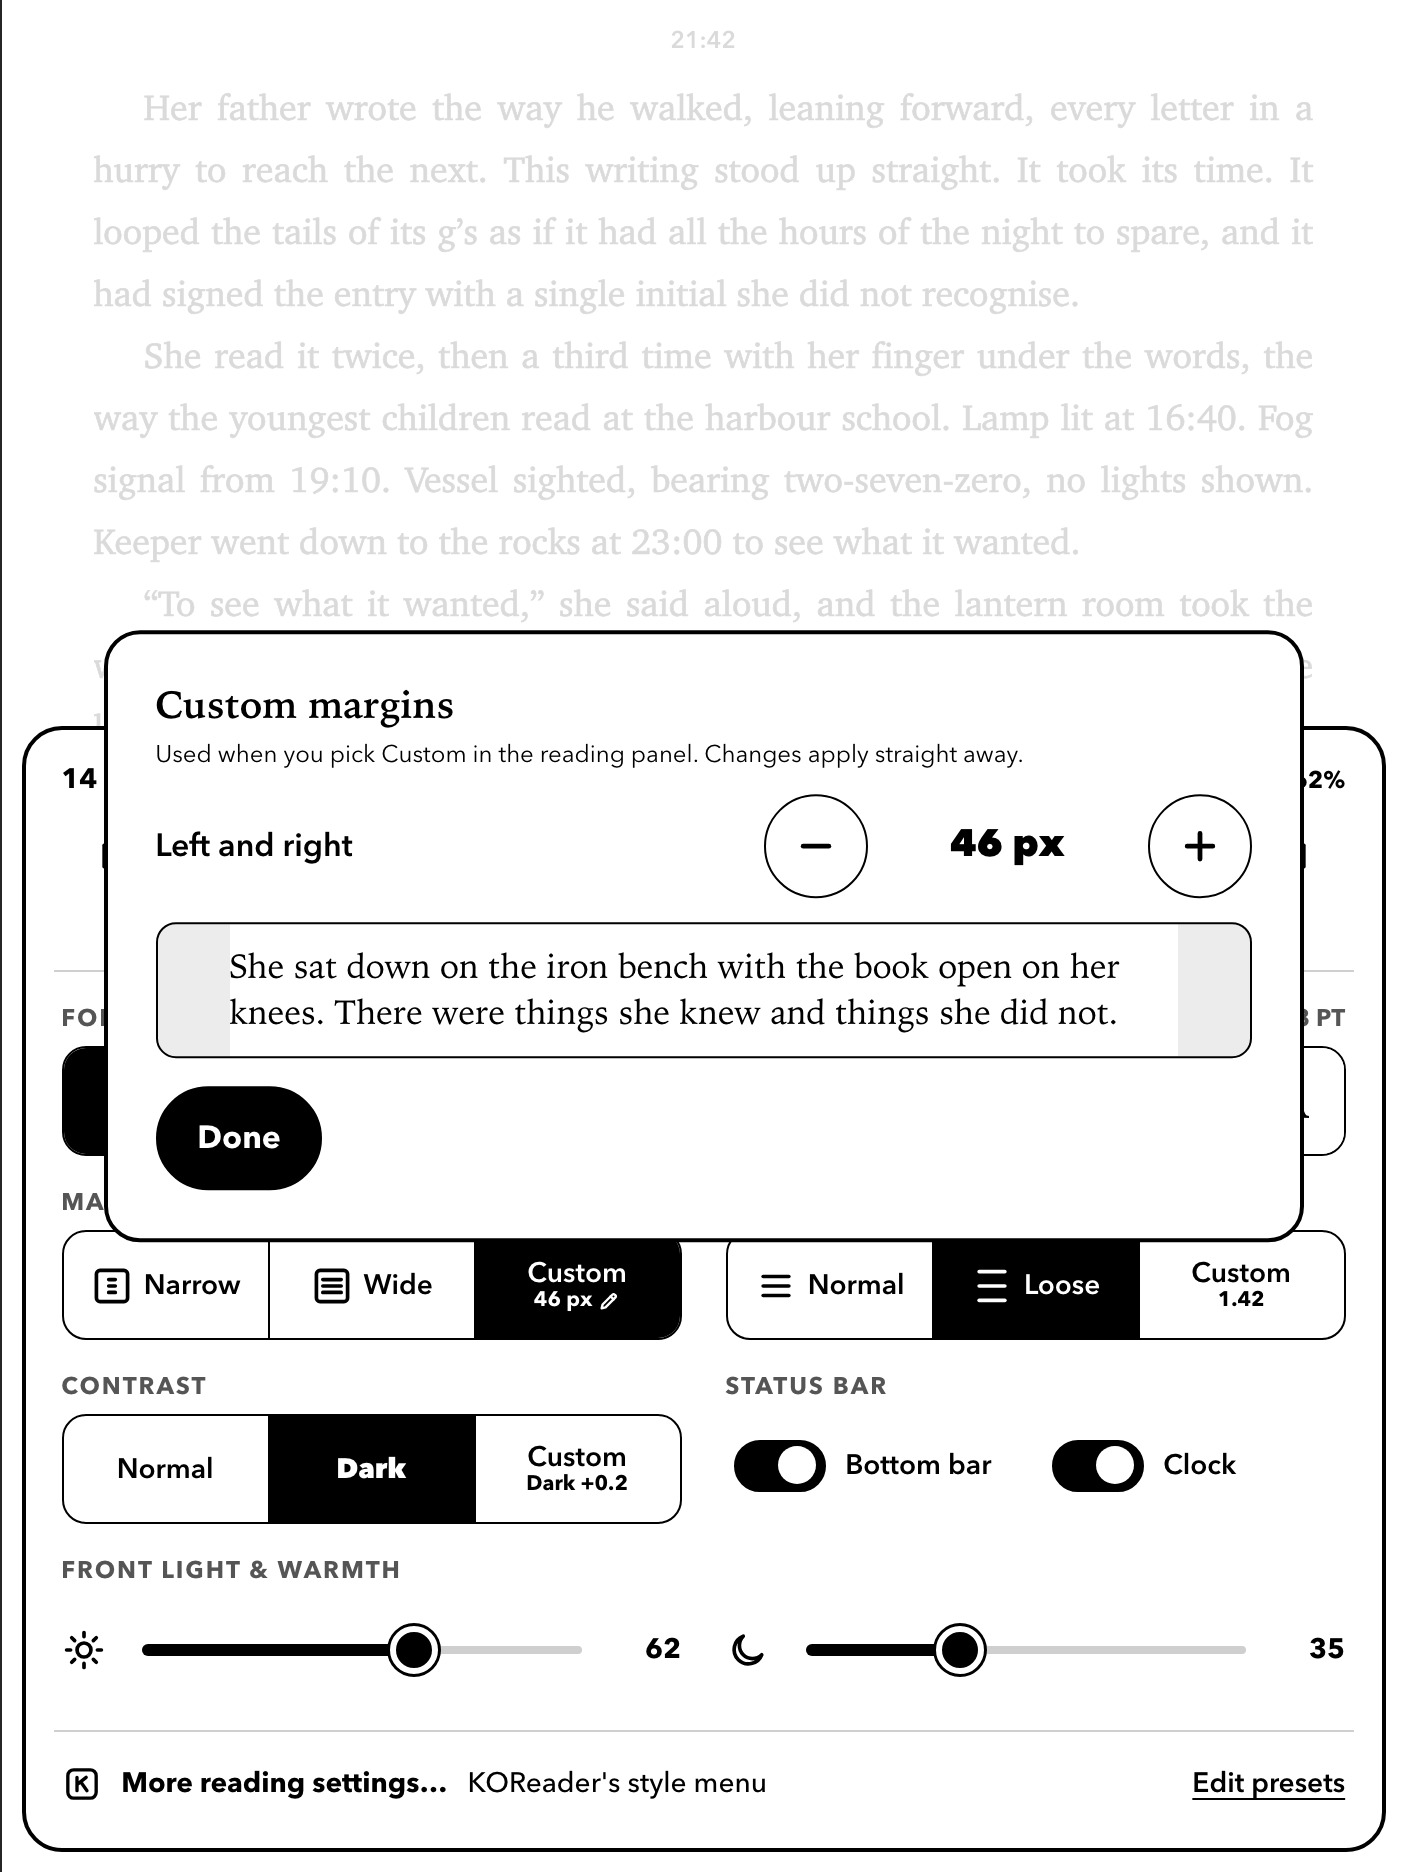 21:42
Her father wrote the way he walked, leaning forward, every letter in a
hurry to reach the next. This writing stood up straight. It took its time. It
looped the tails of its g’s as if it had all the hours of the night to spare, and it
had signed the entry with a single initial she did not recognise.
She read it twice, then a third time with her finger under the words, the
way the youngest children read at the harbour school. Lamp lit at 16:40. Fog
signal from 19:10. Vessel sighted, bearing two-seven-zero, no lights shown.
Keeper went down to the rocks at 23:00 to see what it wanted.
“To see what it wanted,” she said aloud, and the lantern room took the
Custom margins
Used when you pick Custom in the reading panel. Changes apply straight away.
14
Left and right − 46 px +
She sat down on the iron bench with the book open on her
knees. There were things she knew and things she did not.
PT
Done
Narrow Wide Custom
46 px
Normal Loose Custom
1.42
CONTRAST
Normal Dark Custom
Dark +0.2
STATUS BAR
Bottom bar Clock
FRONT LIGHT & WARMTH
62 35
K More reading settings... KOReader's style menu Edit presets